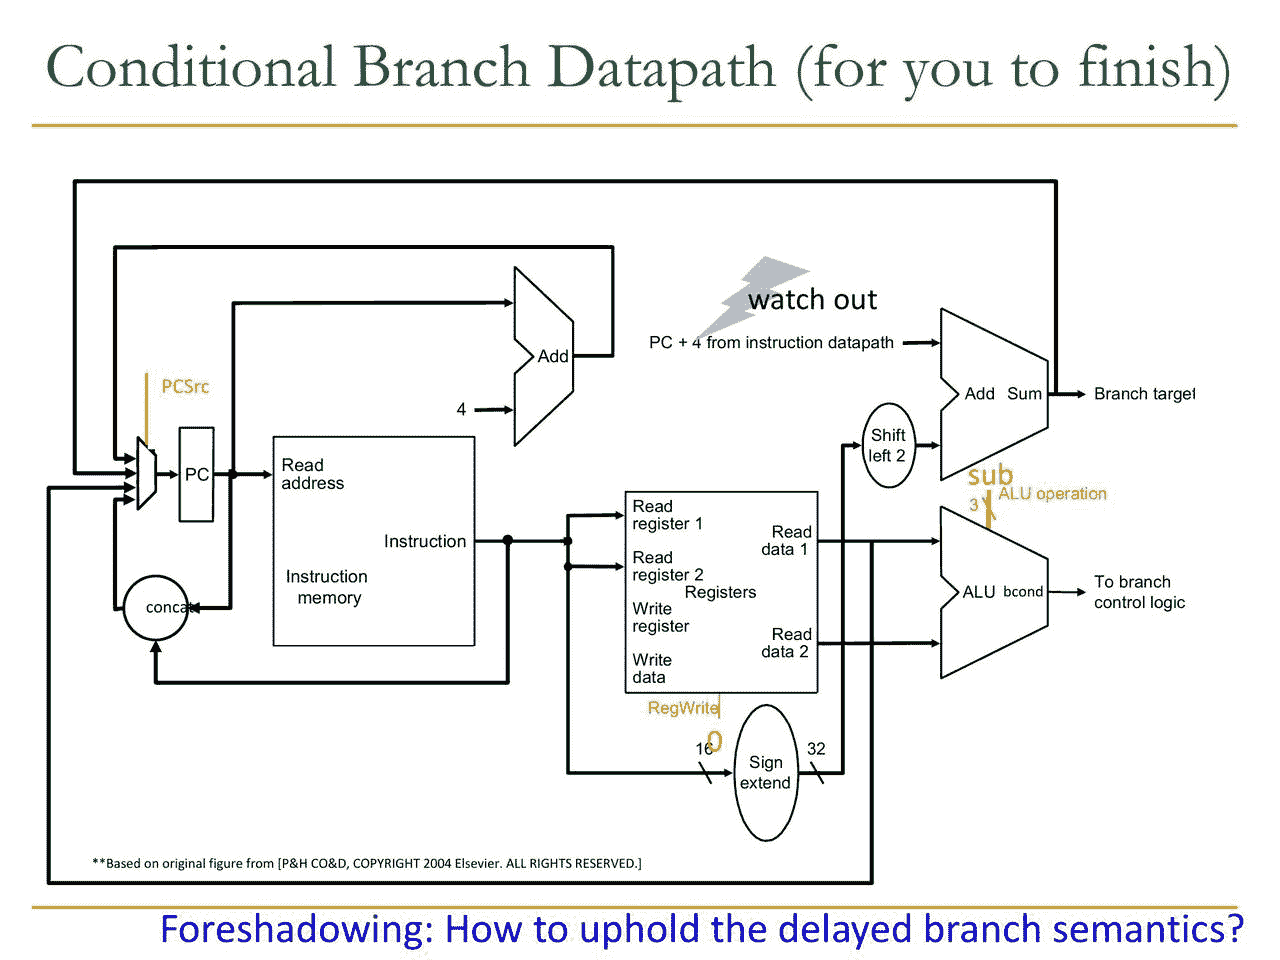 Conditional Branch Datapath (for you to finish)
watch out
PC + 4 from instruction datapath
Add
PCSrc
4
Add Sum
Branch target
Shift
left 2
PC
Read
address
sub
3
ALU operation
Instruction
Instruction
memory
Read
register 1
Read
data 1
Read
register 2
Registers
Write
register
Read
data 2
Write
data
ALU bcond
To branch
control logic
concat
RegWrite
0
16
32
Sign
extend
**Based on original figure from [P&H CO&D, COPYRIGHT 2004 Elsevier. ALL RIGHTS RESERVED.]
Foreshadowing: How to uphold the delayed branch semantics?